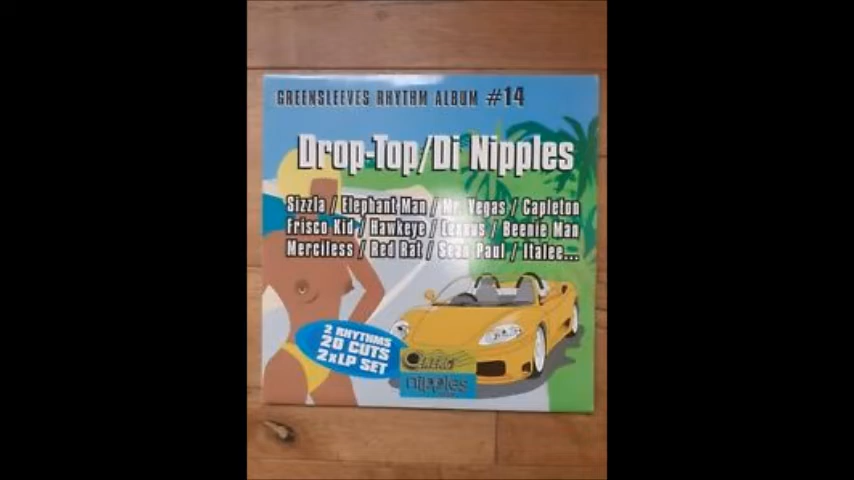 GREENSLEEVES RHYTHM ALBUM #14
Drop-Top/Di Nipples
Sizzla / Elephant Man / Mr. Vegas / Capleton
Frisco Kid / Hawkeye / Lexxus / Beenie Man
Merciless / Red Rat / Sean Paul / Italee...
2 RHYTHMS
20 CUTS
2xLP SET
nipples